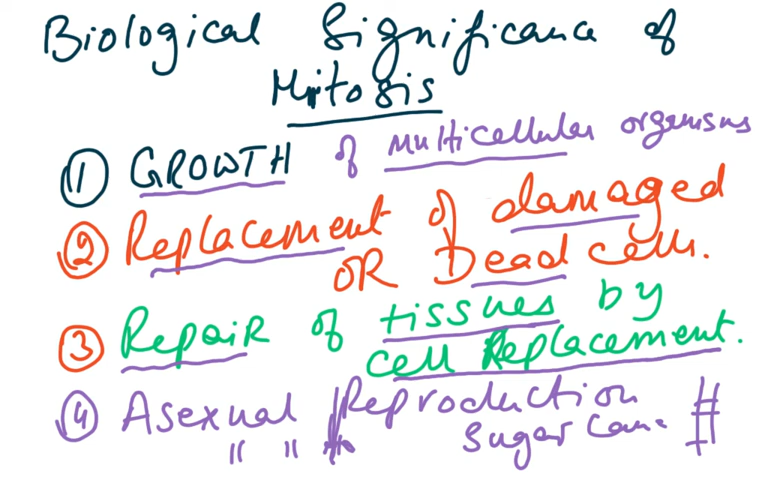 Biological Significance of
Mitosis
① GROWTH of multicellular organisms
② Replacement of damaged
OR Dead cells.
③ Repair of tissues by
cell Replacement.
④ Asexual Reproduction
" " Sugar Cane #